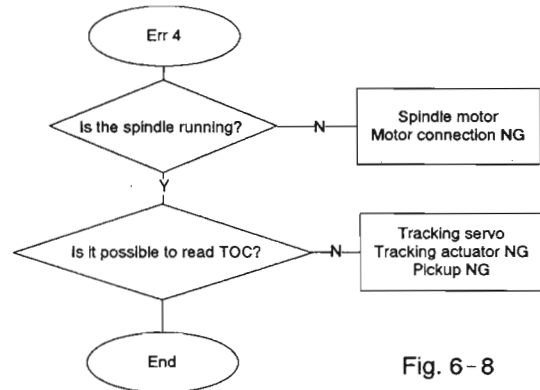 Err 4
Is the spindle running?
N
Spindle motor
Motor connection NG
Y
Is it possible to read TOC?
N
Tracking servo
Tracking actuator NG
Pickup NG
End
Fig. 6-8